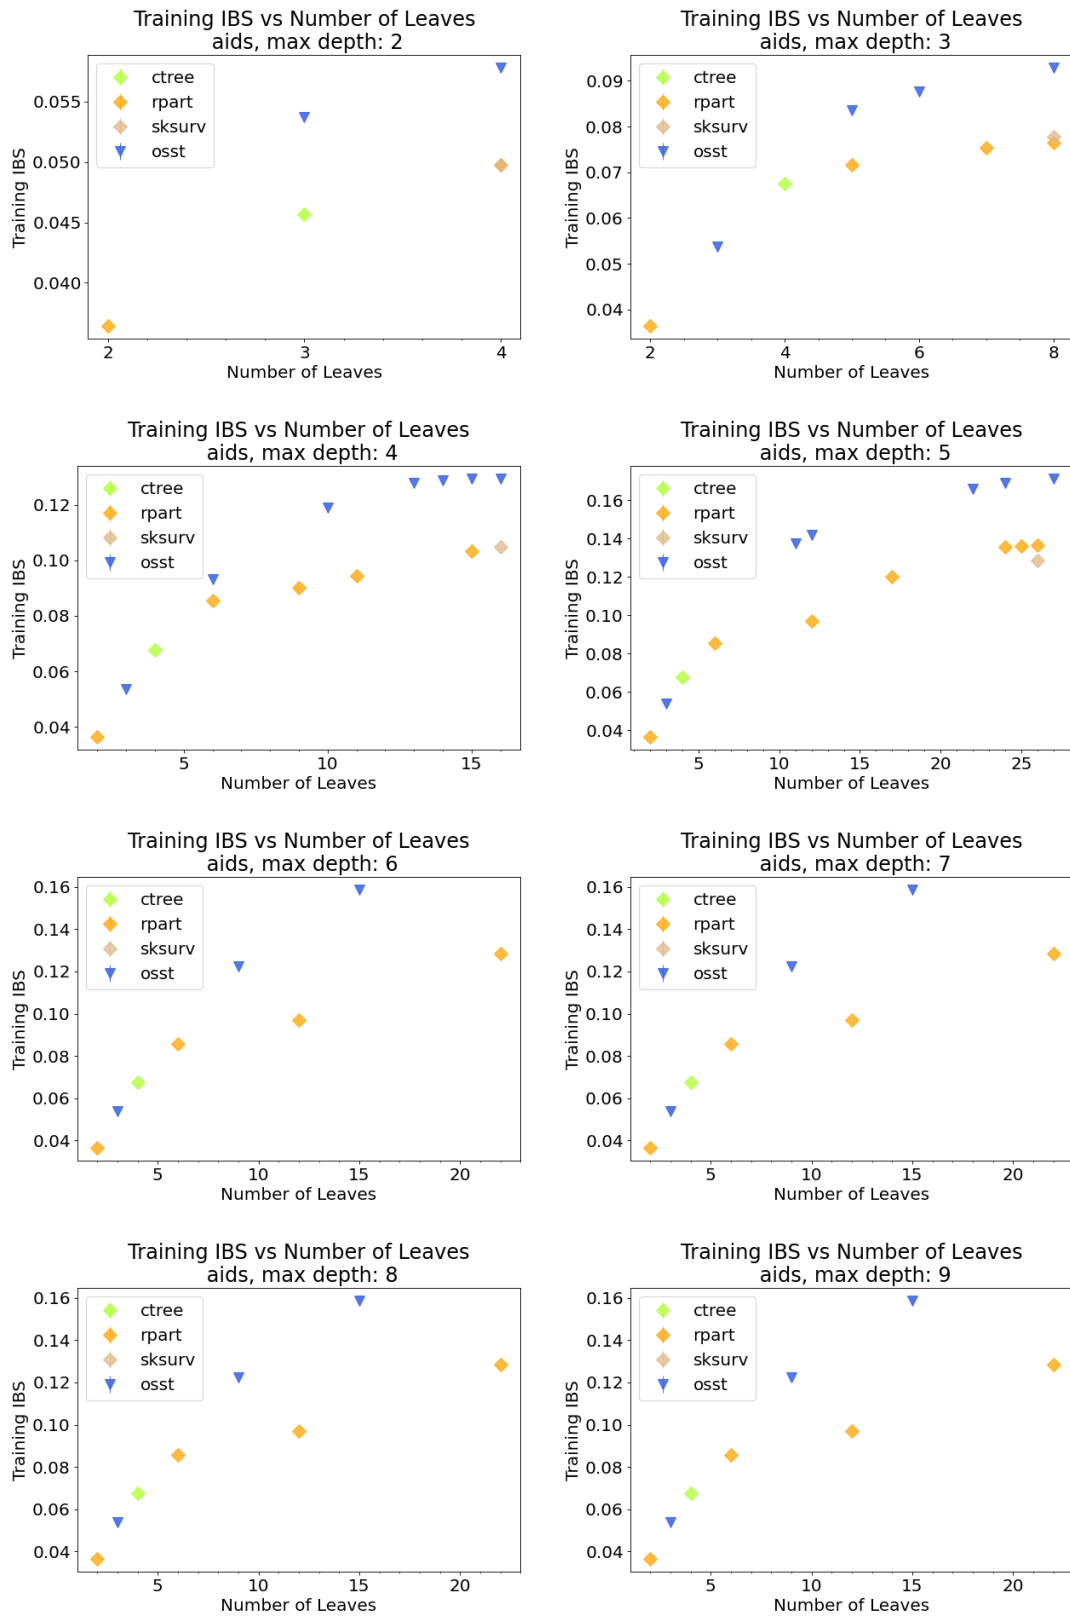 Training IBS vs Number of Leaves
aids, max depth: 2
ctree
rpart
sksurv
osst
0.055
0.050
0.045
0.040
Training IBS
2 3 4
Number of Leaves
Training IBS vs Number of Leaves
aids, max depth: 3
ctree
rpart
sksurv
osst
0.09
0.08
0.07
0.06
0.05
0.04
Training IBS
2 4 6 8
Number of Leaves
Training IBS vs Number of Leaves
aids, max depth: 4
ctree
rpart
sksurv
osst
0.12
0.10
0.08
0.06
0.04
Training IBS
5 10 15
Number of Leaves
Training IBS vs Number of Leaves
aids, max depth: 5
ctree
rpart
sksurv
osst
0.16
0.14
0.12
0.10
0.08
0.06
0.04
Training IBS
5 10 15 20 25
Number of Leaves
Training IBS vs Number of Leaves
aids, max depth: 6
ctree
rpart
sksurv
osst
0.16
0.14
0.12
0.10
0.08
0.06
0.04
Training IBS
5 10 15 20
Number of Leaves
Training IBS vs Number of Leaves
aids, max depth: 7
ctree
rpart
sksurv
osst
0.16
0.14
0.12
0.10
0.08
0.06
0.04
Training IBS
5 10 15 20
Number of Leaves
Training IBS vs Number of Leaves
aids, max depth: 8
ctree
rpart
sksurv
osst
0.16
0.14
0.12
0.10
0.08
0.06
0.04
Training IBS
5 10 15 20
Number of Leaves
Training IBS vs Number of Leaves
aids, max depth: 9
ctree
rpart
sksurv
osst
0.16
0.14
0.12
0.10
0.08
0.06
0.04
Training IBS
5 10 15 20
Number of Leaves